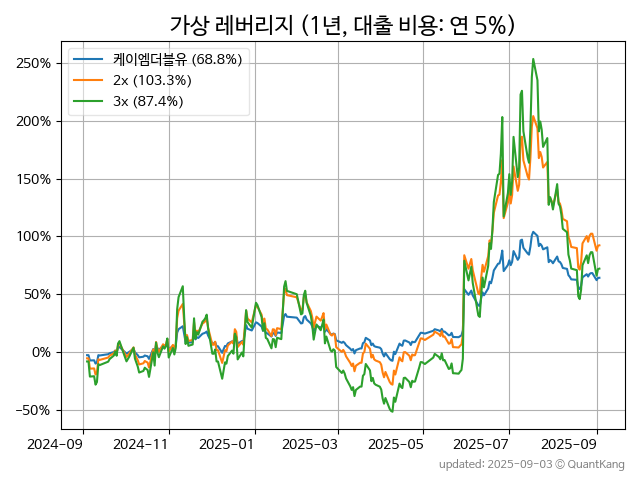 가상 레버리지 (1년, 대출 비용: 연 5%)
케이엠더블유 (68.8%)
2x (103.3%)
3x (87.4%)
250%
200%
150%
100%
50%
0%
−50%
2024-09 2024-11 2025-01 2025-03 2025-05 2025-07 2025-09
updated: 2025-09-03 © QuantKang